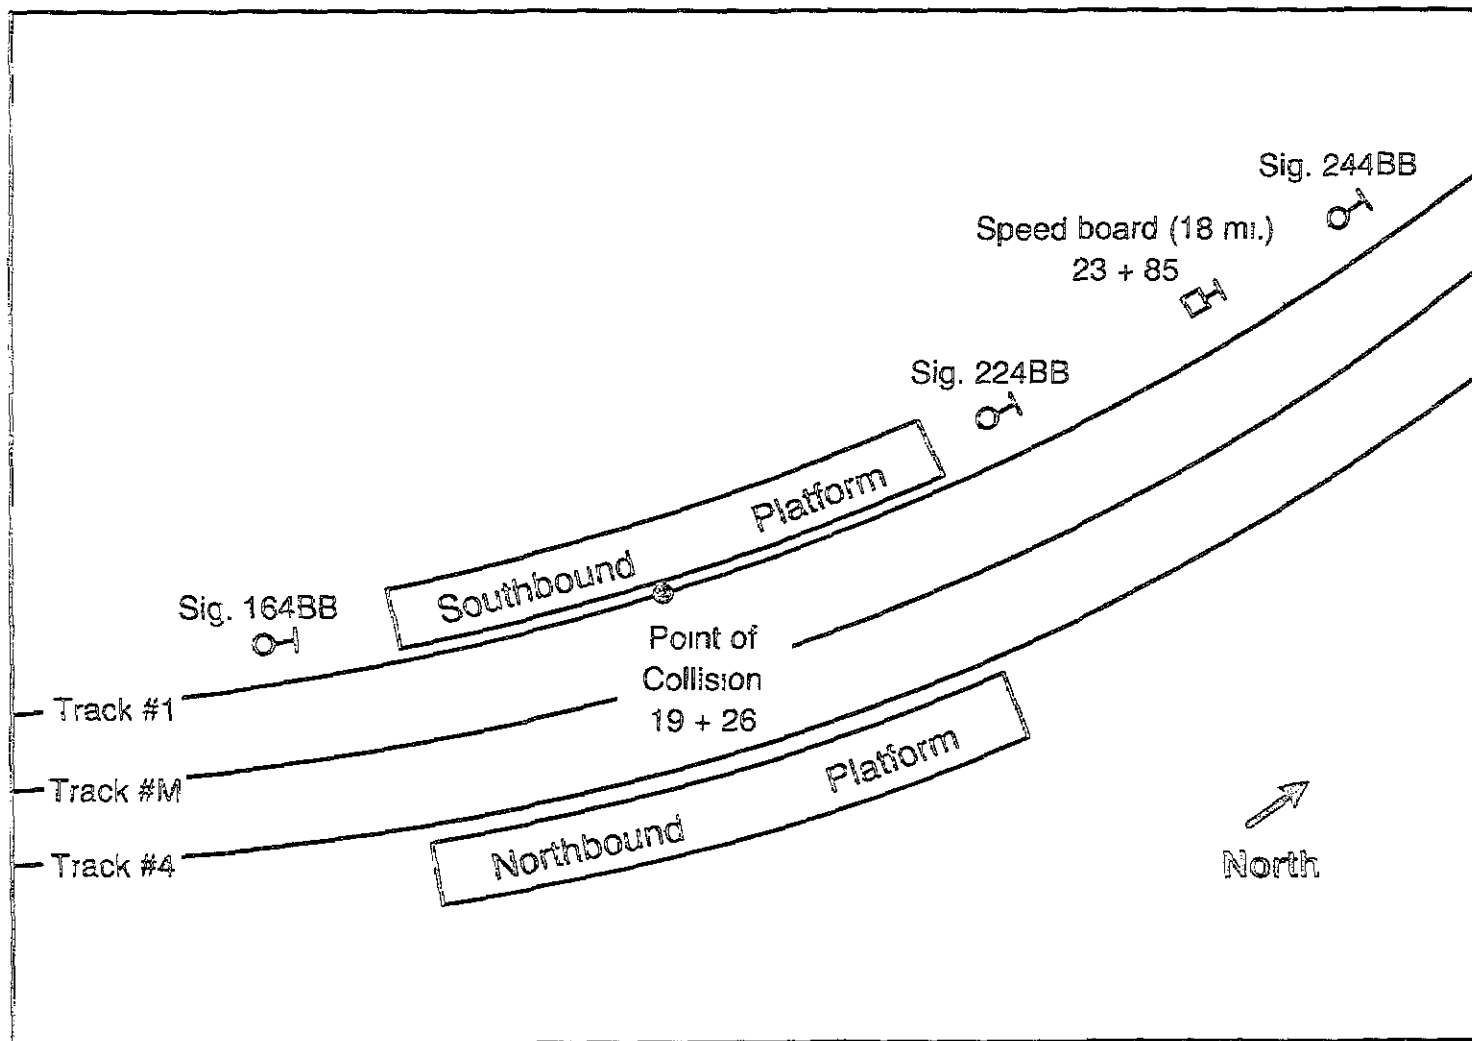 Sig. 244BB
Speed board (18 mi.)
23 + 85
Sig. 224BB
Southbound Platform
Sig. 164BB
Point of
Collision
19 + 26
Track #1
Track #M
Track #4
Northbound Platform
North